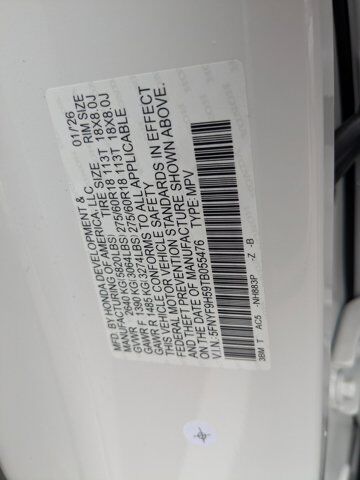 MFD. BY HONDA DEVELOPMENT &
MANUFACTURING OF AMERICA, LLC 01/26
TIRE SIZE RIM SIZE
GVWR 2640 KG(5820LBS)
GAWR F 1390 KG(3064LBS) 275/60R18 113T 18X8.0J
GAWR R 1485 KG(3274LBS) 275/60R18 113T 18X8.0J
THIS VEHICLE CONFORMS TO ALL APPLICABLE
FEDERAL MOTOR VEHICLE SAFETY
AND THEFT PREVENTION STANDARDS IN EFFECT
ON THE DATE OF MANUFACTURE SHOWN ABOVE.
V.I.N. 5FNYF9H59TB055476 TYPE: MPV
3BM T AC5 -NH883P -Z -B